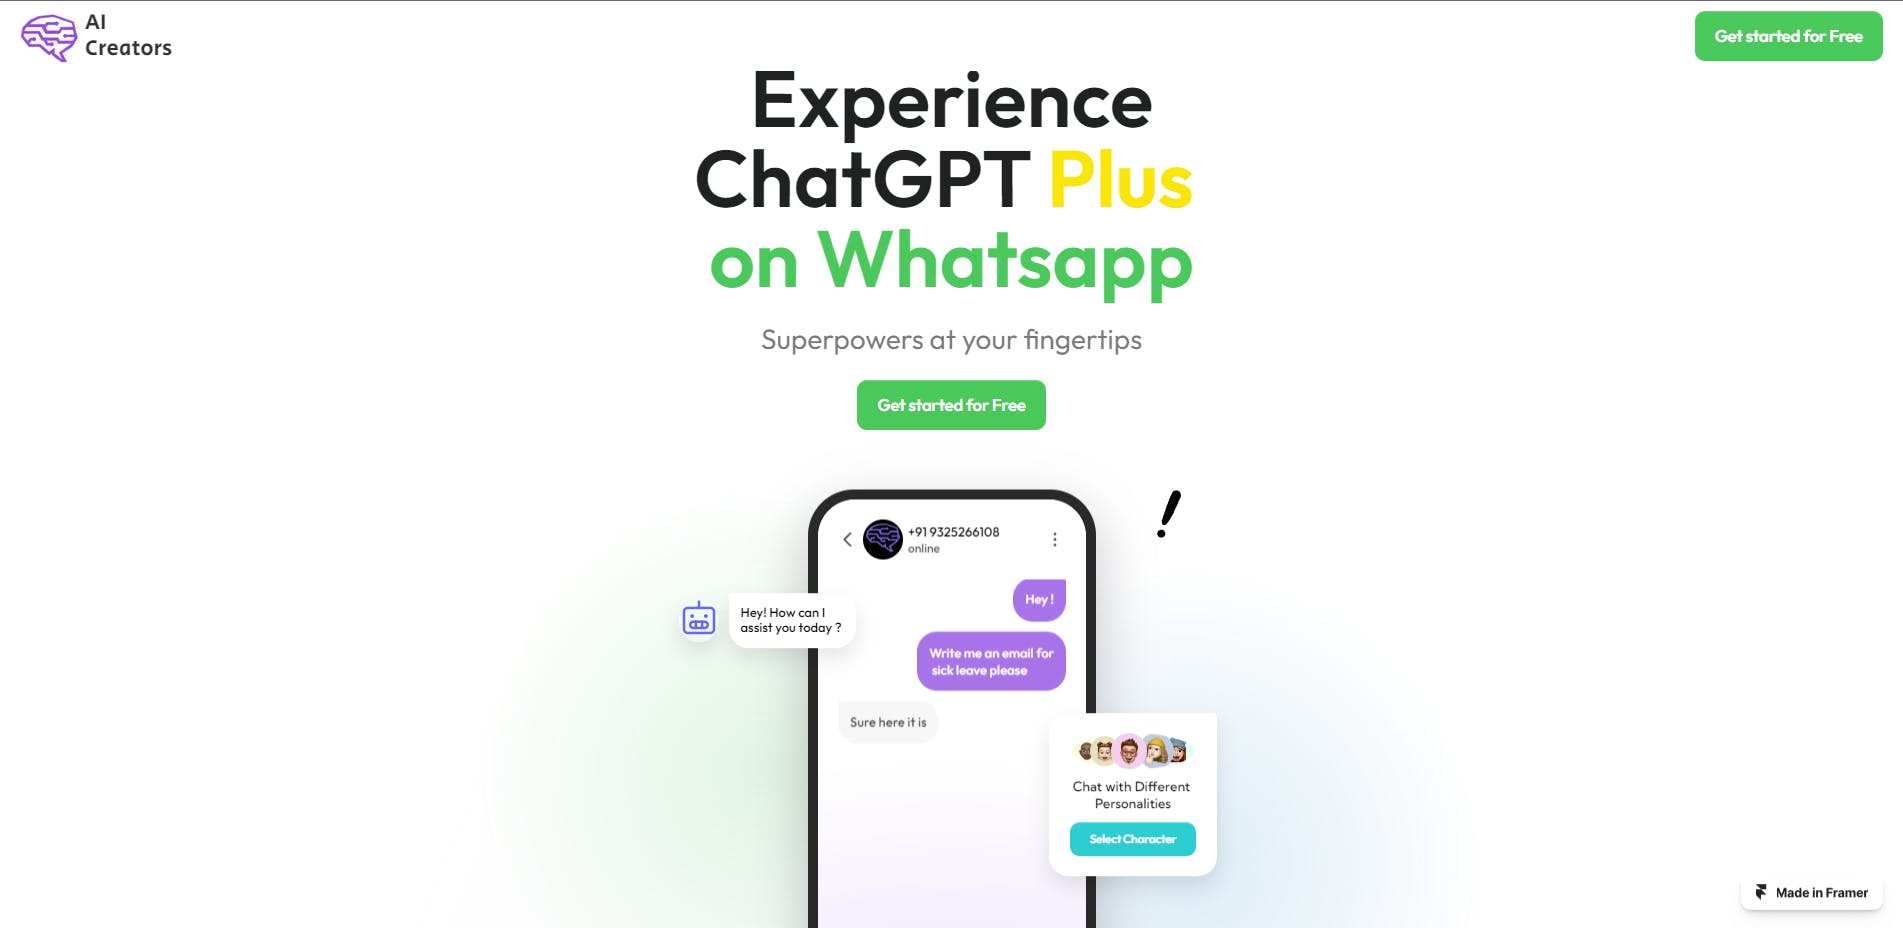 AI
Creators
Get started for Free
Experience
ChatGPT Plus
on Whatsapp
Superpowers at your fingertips
Get started for Free
+91 9325266108
online
Hey !
Hey! How can I
assist you today ?
Write me an email for
sick leave please
Sure here it is
Chat with Different
Personalities
Select Character
Made in Framer